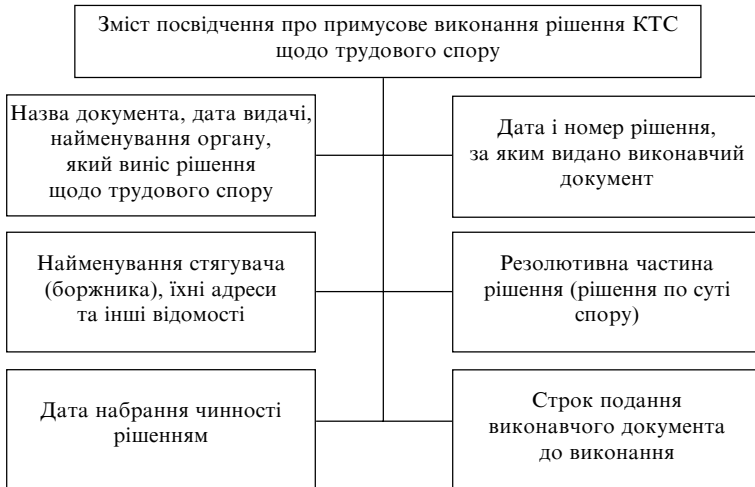 Зміст посвідчення про примусове виконання рішення КТС
щодо трудового спору
Назва документа, дата видачі,
найменування органу,
який виніс рішення
щодо трудового спору
Дата і номер рішення,
за яким видано виконавчий
документ
Найменування стягувача
(боржника), їхні адреси
та інші відомості
Резолютивна частина
рішення (рішення по суті
спору)
Дата набрання чинності
рішенням
Строк подання
виконавчого документа
до виконання